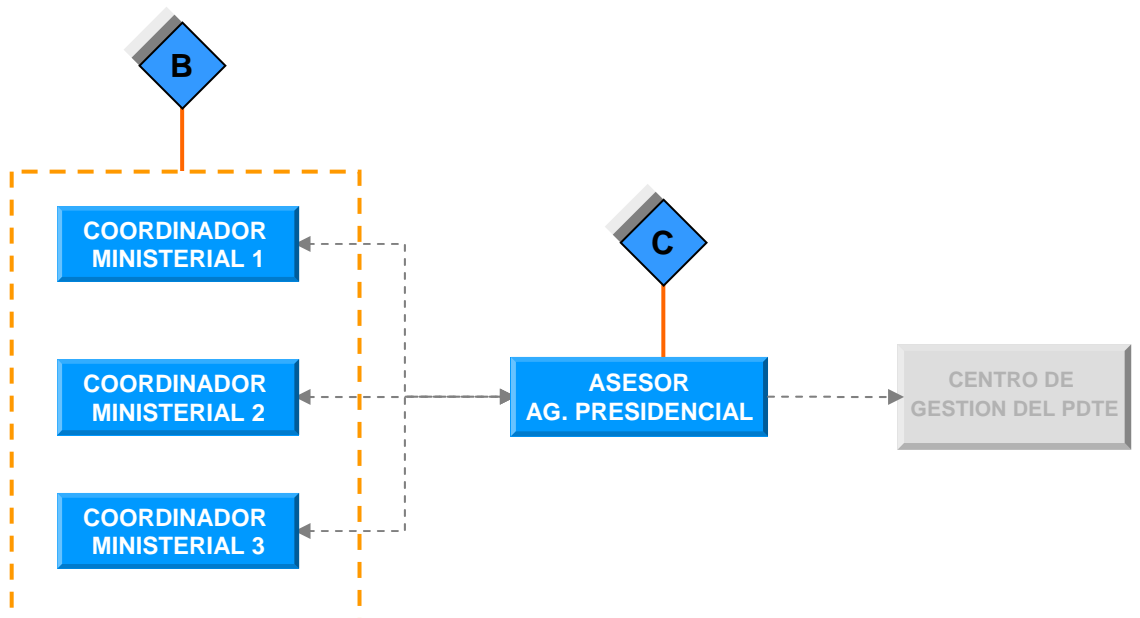 B
COORDINADOR
MINISTERIAL 1
C
COORDINADOR
MINISTERIAL 2
ASESOR
AG. PRESIDENCIAL
CENTRO DE
GESTION DEL PDTE
COORDINADOR
MINISTERIAL 3